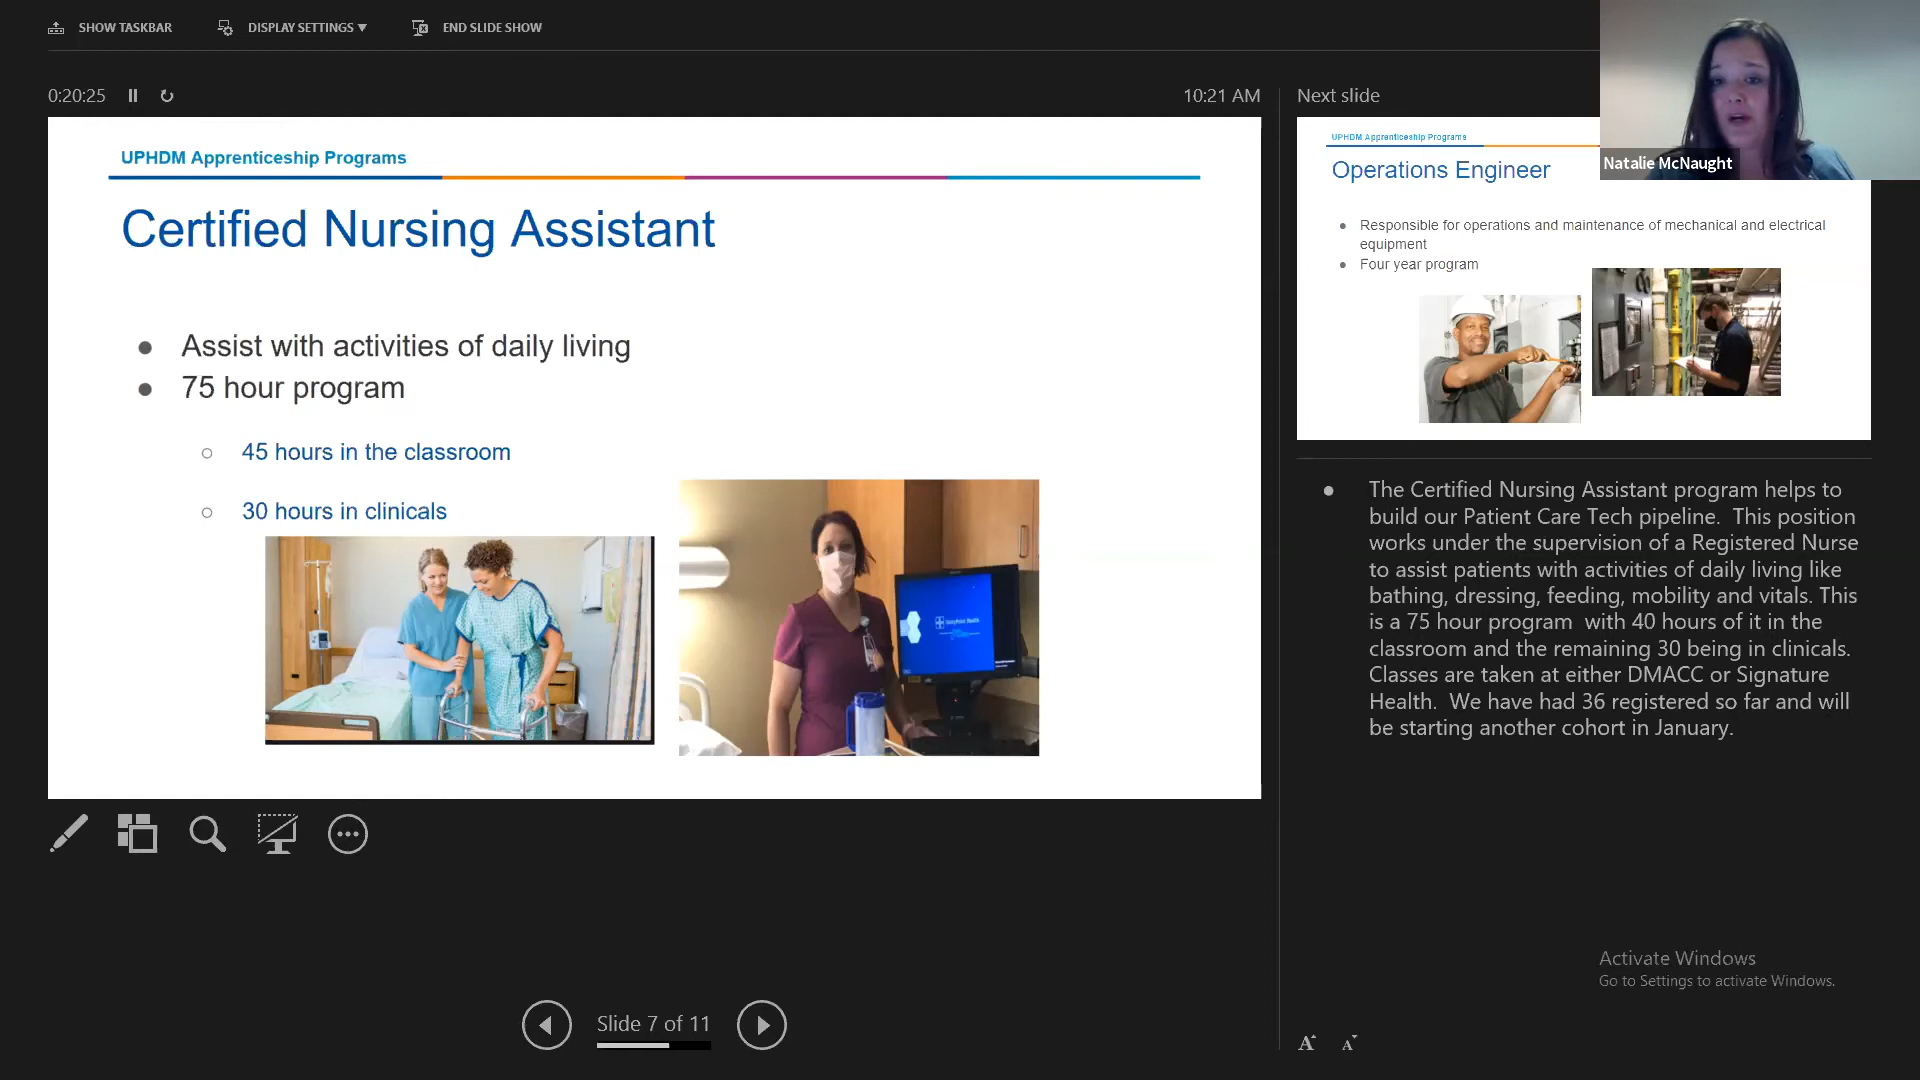 SHOW TASKBAR
DISPLAY SETTINGS
END SLIDE SHOW
0:20:25
10:21 AM
UPHDM Apprenticeship Programs
Certified Nursing Assistant
Assist with activities of daily living
75 hour program
45 hours in the classroom
30 hours in clinicals
Next slide
UPHDM Apprenticeship Programs
Operations Engineer
Responsible for operations and maintenance of mechanical and electrical
equipment
Four year program
Natalie McNaught
The Certified Nursing Assistant program helps to
build our Patient Care Tech pipeline.  This position
works under the supervision of a Registered Nurse
to assist patients with activities of daily living like
bathing, dressing, feeding, mobility and vitals. This
is a 75 hour program  with 40 hours of it in the
classroom and the remaining 30 being in clinicals.
Classes are taken at either DMACC or Signature
Health.  We have had 36 registered so far and will
be starting another cohort in January.
Activate Windows
Go to Settings to activate Windows.
Slide 7 of 11
A A